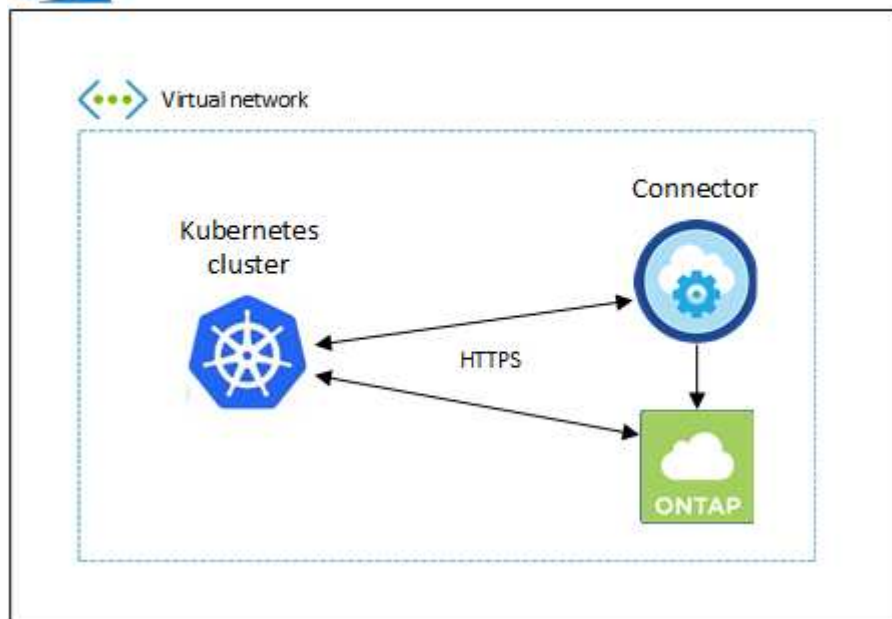 Virtual network
Connector
Kubernetes
cluster
HTTPS
ONTAP